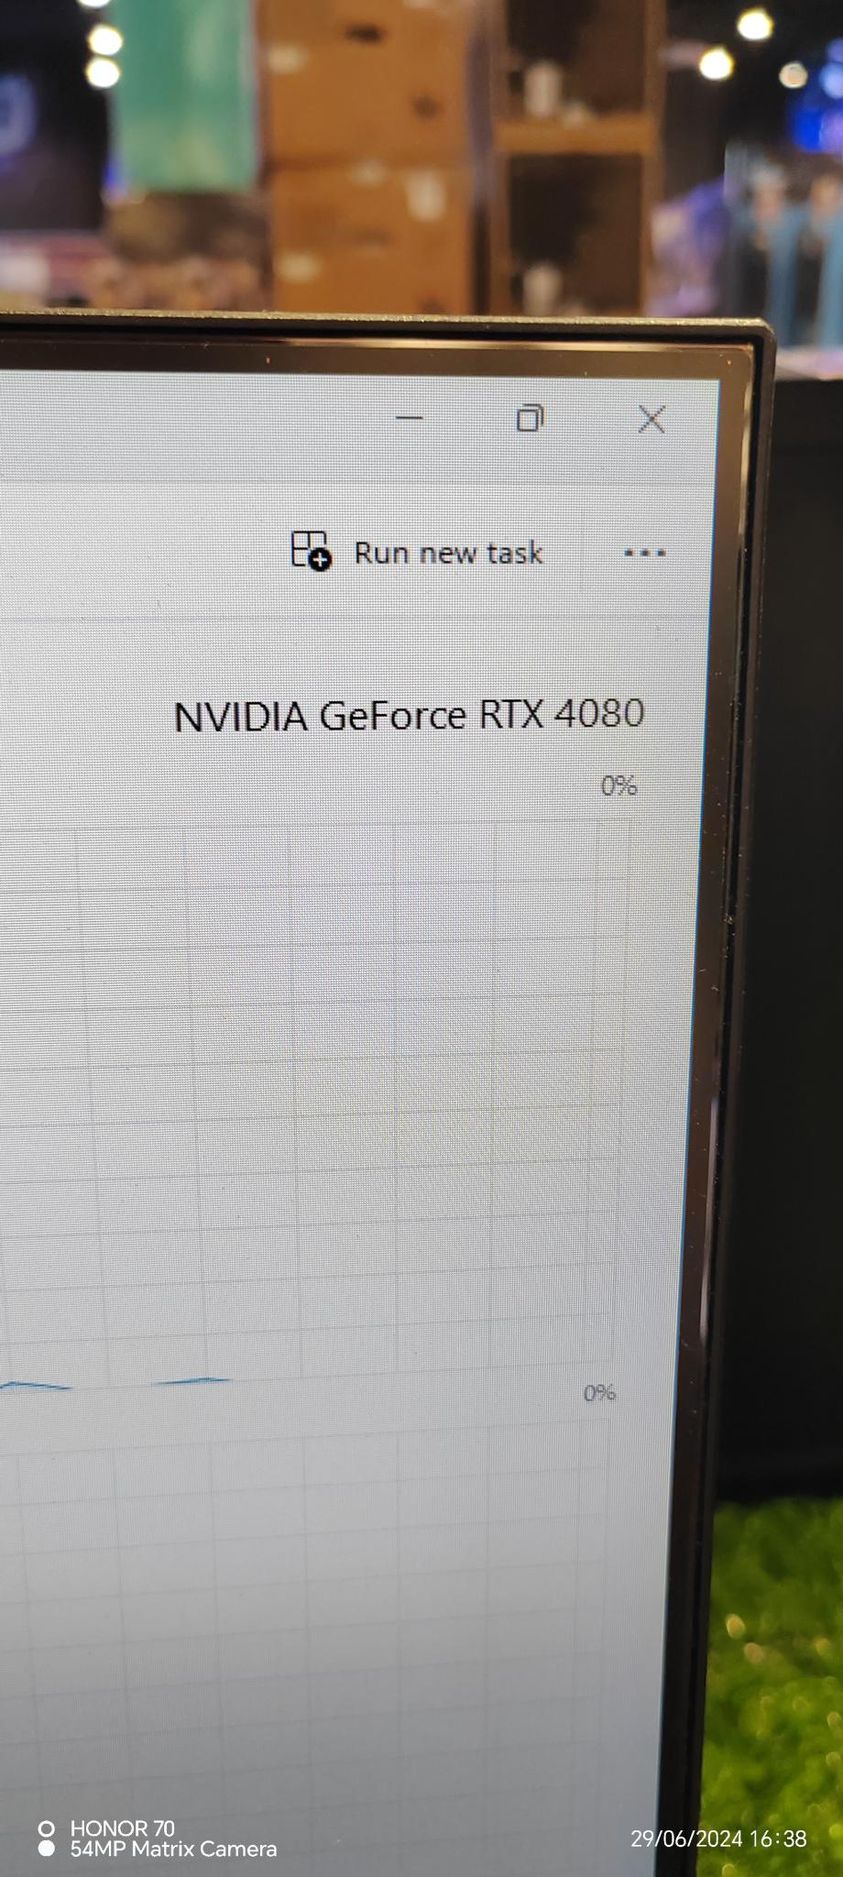 Run new task
NVIDIA GeForce RTX 4080
0%
0%
HONOR 70
54MP Matrix Camera
29/06/2024 16:38